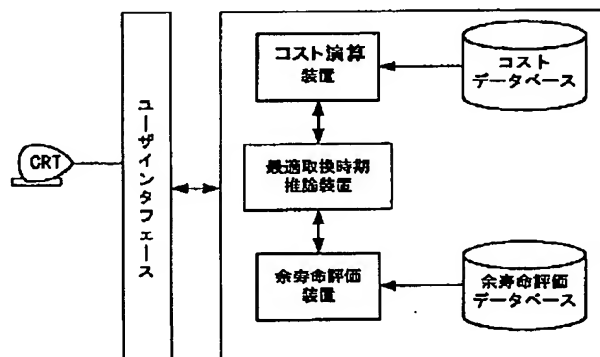 コスト演算
装置
コスト
データベース
ユーザインタフェース
CRT
最適取換時期
推論装置
余寿命評価
装置
余寿命評価
データベース